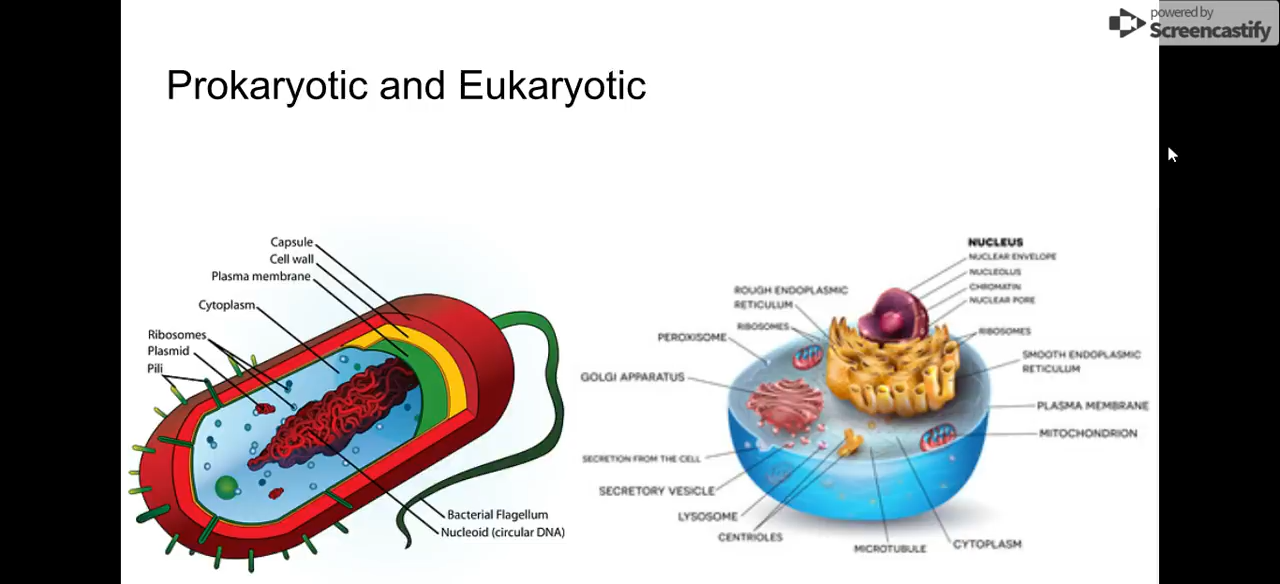 powered by
Screencastify
Prokaryotic and Eukaryotic
Capsule
Cell wall
Plasma membrane
Cytoplasm
Ribosomes
Plasmid
Pili
Bacterial Flagellum
Nucleoid (circular DNA)
NUCLEUS
NUCLEAR ENVELOPE
NUCLEOLUS
CHROMATIN
NUCLEAR PORE
ROUGH ENDOPLASMIC
RETICULUM
RIBOSOMES
PEROXISOME
GOLGI APPARATUS
RIBOSOMES
SMOOTH ENDOPLASMIC
RETICULUM
PLASMA MEMBRANE
MITOCHONDRION
SECRETION FROM THE CELL
SECRETORY VESICLE
LYSOSOME
CENTRIOLES
MICROTUBULE
CYTOPLASM